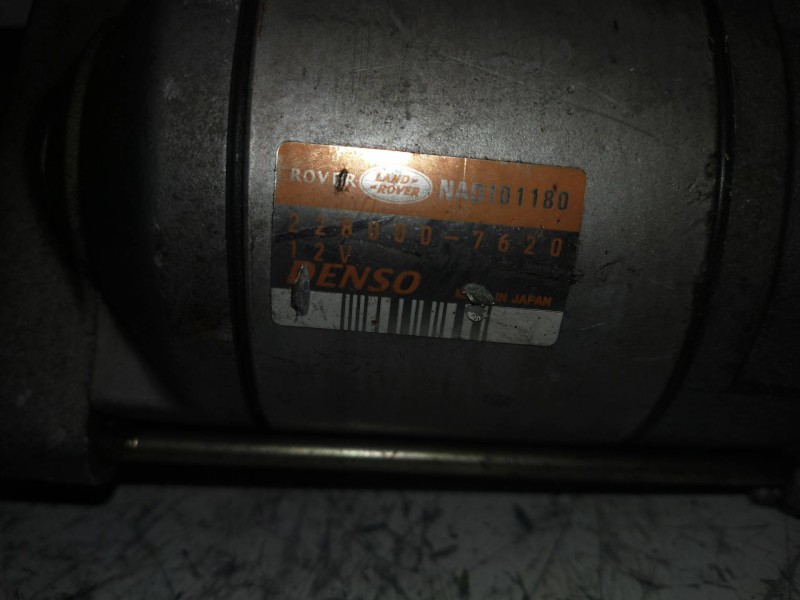 ROVER LAND-ROVER NAD101180
228000-7620
12V
DENSO IN JAPAN